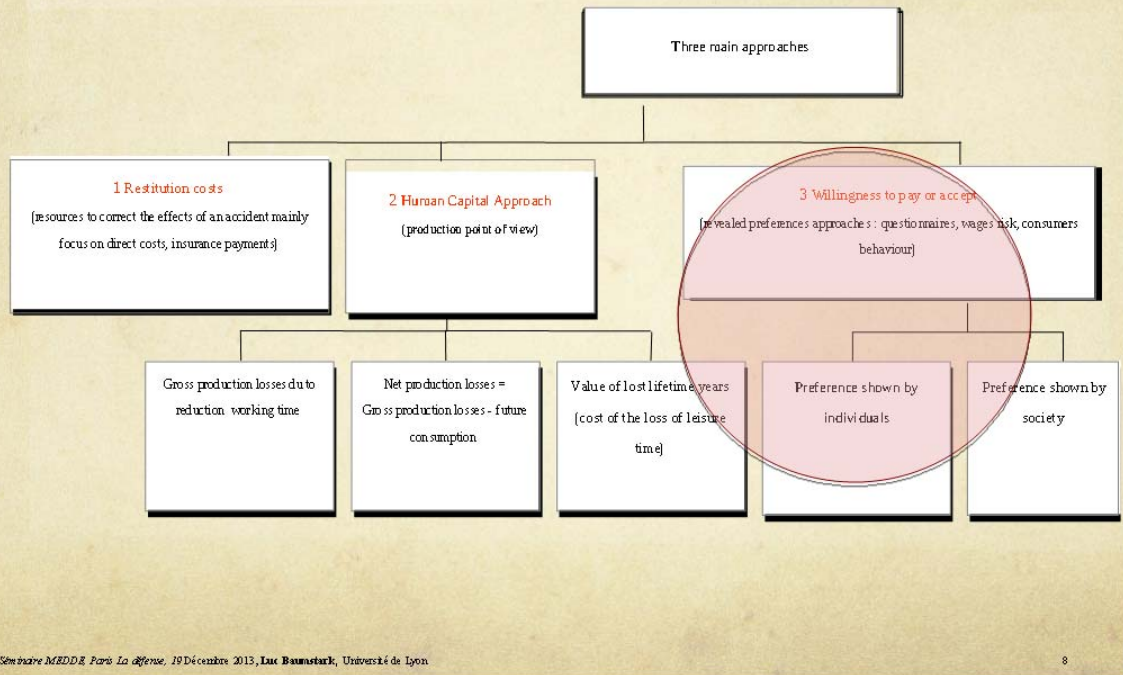 Three main approaches
1 Restitution costs
(resources to correct the effects of an accident mainly
focus on direct costs, insurance payments)
2 Human Capital Approach
(production point of view)
3 Willingness to pay or accept
(revealed preferences approaches : questionnaires, wages risk, consumers
behaviour)
Gross production losses du to
reduction working time
Net production losses =
Gross production losses - future
consumption
Value of lost lifetime years
(cost of the loss of leisure
time)
Preference shown by
individuals
Preference shown by
society
Séminaire MEDDE, Paris La défense, 19 Décembre 2013, Luc Baumstark, Université de Lyon
8